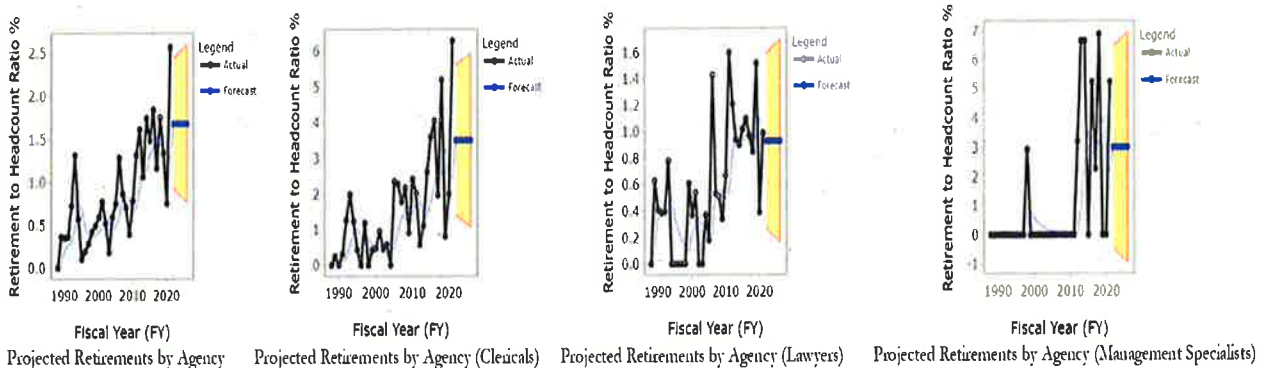 Retirement to Headcount Ratio %
2.5
2.0
1.5
1.0
0.5
0.0
1990 2000 2010 2020
Legend
Actual
Forecast
Fiscal Year (FY)
Projected Retirements by Agency
Retirement to Headcount Ratio %
6
5
4
3
2
1
0
1990 2000 2010 2020
Legend
Actual
Forecast
Fiscal Year (FY)
Projected Retirements by Agency (Clericals)
Retirement to Headcount Ratio %
1.6
1.4
1.2
1.0
0.8
0.6
0.4
0.2
0.0
1990 2000 2010 2020
Legend
Actual
Forecast
Fiscal Year (FY)
Projected Retirements by Agency (Lawyers)
Retirement to Headcount Ratio %
7
6
5
4
3
2
1
0
-1
1990 2000 2010 2020
Legend
Actual
Forecast
Fiscal Year (FY)
Projected Retirements by Agency (Management Specialists)